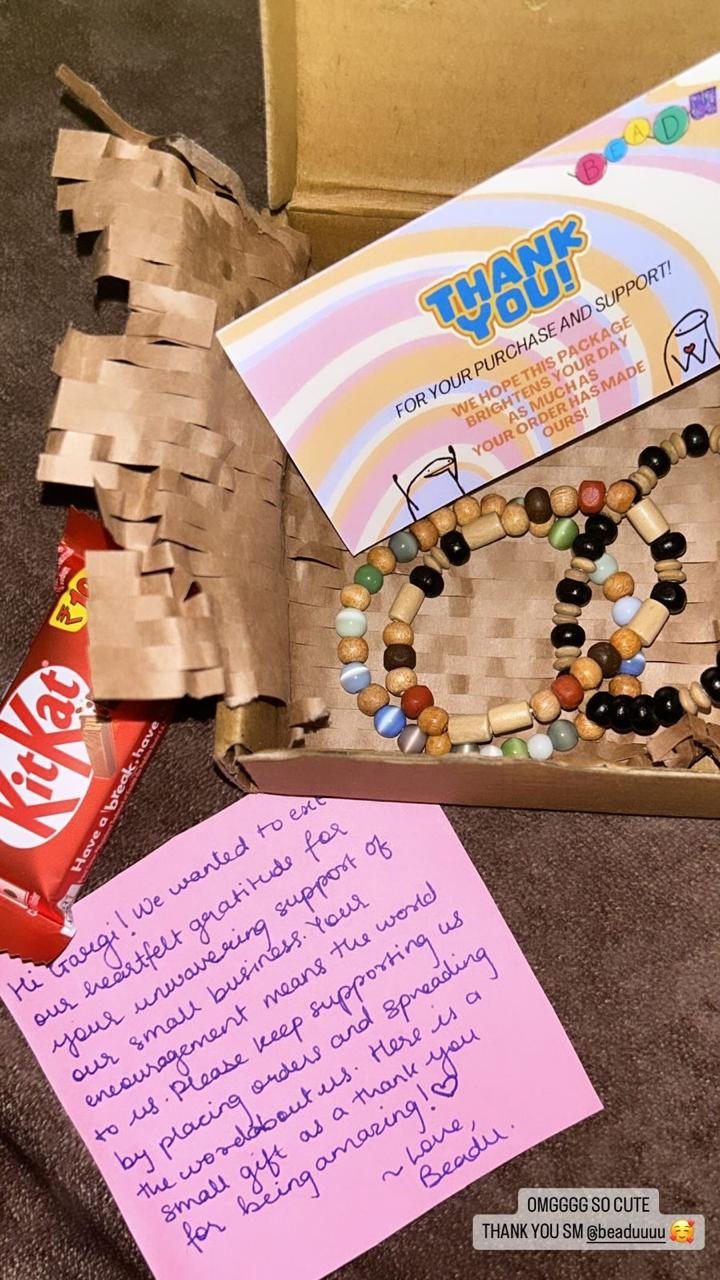 BEADU
THANK
YOU!
FOR YOUR PURCHASE AND SUPPORT!
WE HOPE THIS PACKAGE
BRIGHTENS YOUR DAY
AS MUCH AS
YOUR ORDER HAS MADE
OURS!
₹10
KitKat
Have a break, have
Hi Gargi! We wanted to
our heartfelt gratitude for
your unwavering support of
our small business. Your
encouragement means the world
to us. Please keep supporting us
by placing orders and spreading
the word about us. Here is a
small gift as a thank you
for being amazing! ♡
~ Love,
Beadu.
OMGGGG SO CUTE
THANK YOU SM @beaduuuu 🥰